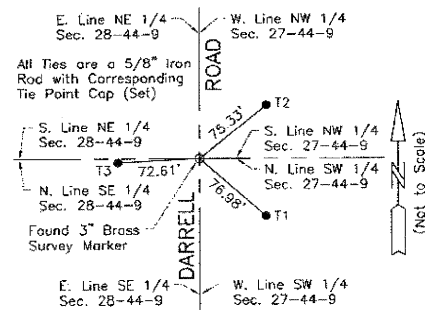 E. Line NE 1/4
Sec. 28-44-9
W. Line NW 1/4
Sec. 27-44-9
All Ties are a 5/8" Iron
Rod with Corresponding
Tie Point Cap (Set)
ROAD
75.33'
T2
S. Line NE 1/4
Sec. 28-44-9
S. Line NW 1/4
Sec. 27-44-9
T3
72.61'
N. Line SE 1/4
Sec. 28-44-9
N. Line SW 1/4
Sec. 27-44-9
76.98'
T1
Found 3" Brass
Survey Marker
DARRELL
N
(Not to Scale)
E. Line SE 1/4
Sec. 28-44-9
W. Line SW 1/4
Sec. 27-44-9